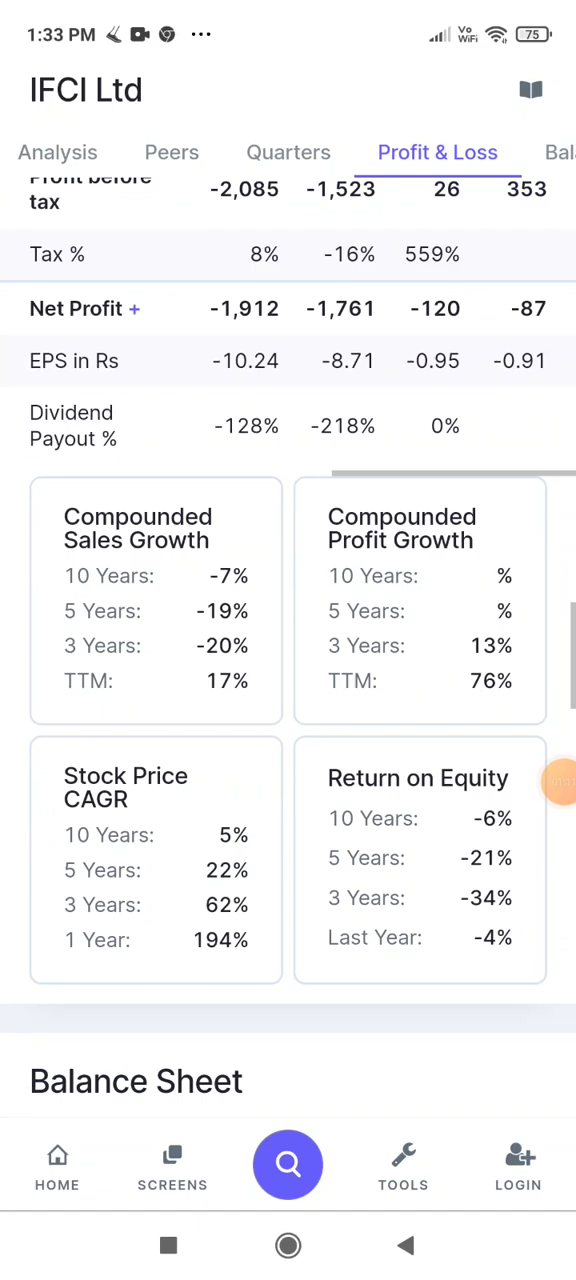 1:33 PM ... Vo WiFi 75
IFCI Ltd
Analysis Peers Quarters Profit & Loss Bal
Profit before
tax -2,085 -1,523 26 353
Tax % 8% -16% 559%
Net Profit + -1,912 -1,761 -120 -87
EPS in Rs -10.24 -8.71 -0.95 -0.91
Dividend
Payout % -128% -218% 0%
Compounded
Sales Growth
10 Years: -7%
5 Years: -19%
3 Years: -20%
TTM: 17%
Compounded
Profit Growth
10 Years: %
5 Years: %
3 Years: 13%
TTM: 76%
Stock Price
CAGR
10 Years: 5%
5 Years: 22%
3 Years: 62%
1 Year: 194%
Return on Equity
10 Years: -6%
5 Years: -21%
3 Years: -34%
Last Year: -4%
Balance Sheet
HOME SCREENS TOOLS LOGIN